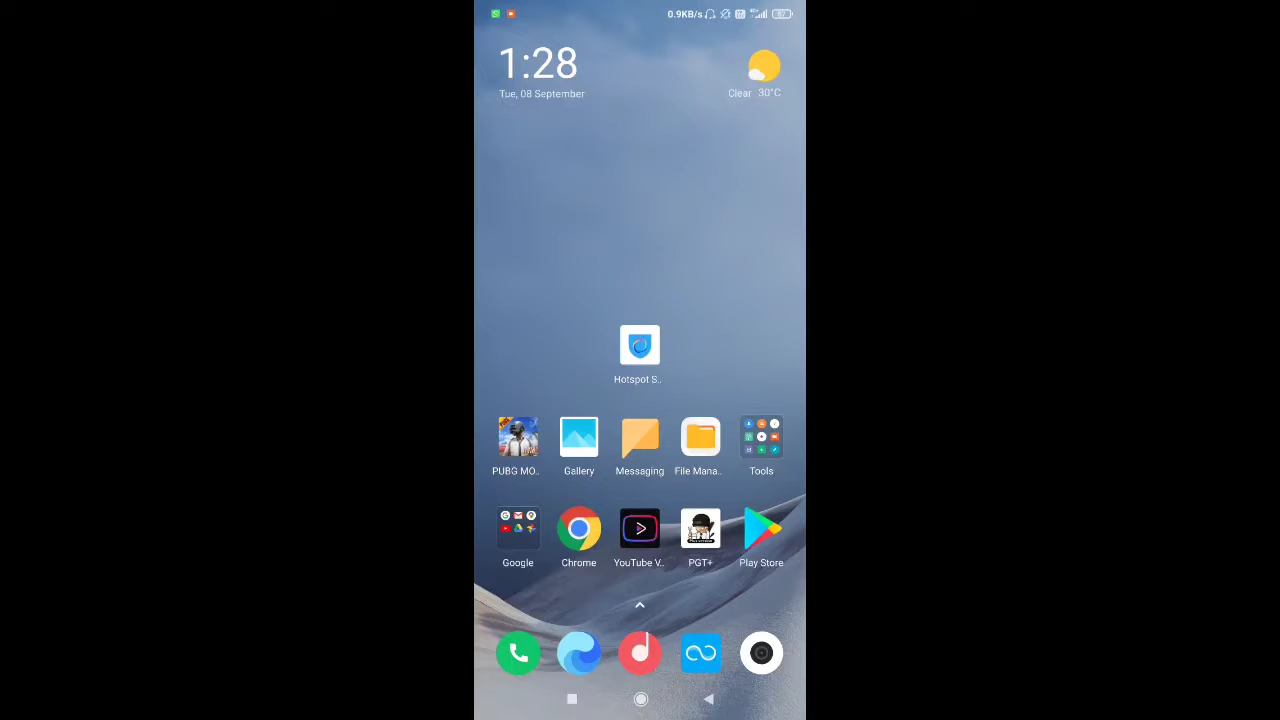 0.9KB/s
1:28
Tue, 08 September
Clear 30°C
Hotspot S..
PUBG MO..
Gallery
Messaging
File Mana..
Tools
Google
Chrome
YouTube V..
PGT+
Play Store